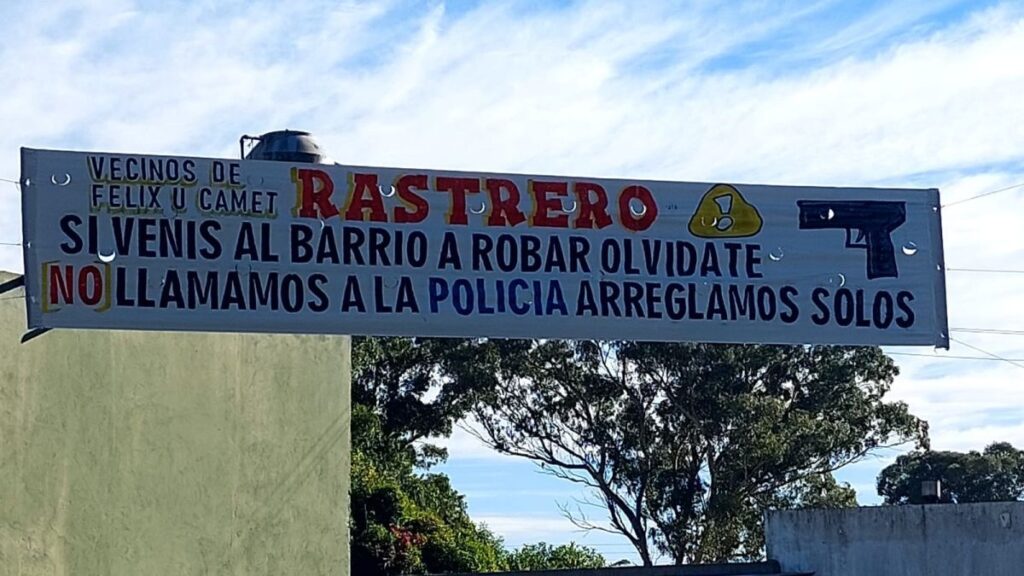 VECINOS DE
FELIX U CAMET
RASTRERO
!
SI VENIS AL BARRIO A ROBAR OLVIDATE
NO LLAMAMOS A LA POLICIA ARREGLAMOS SOLOS